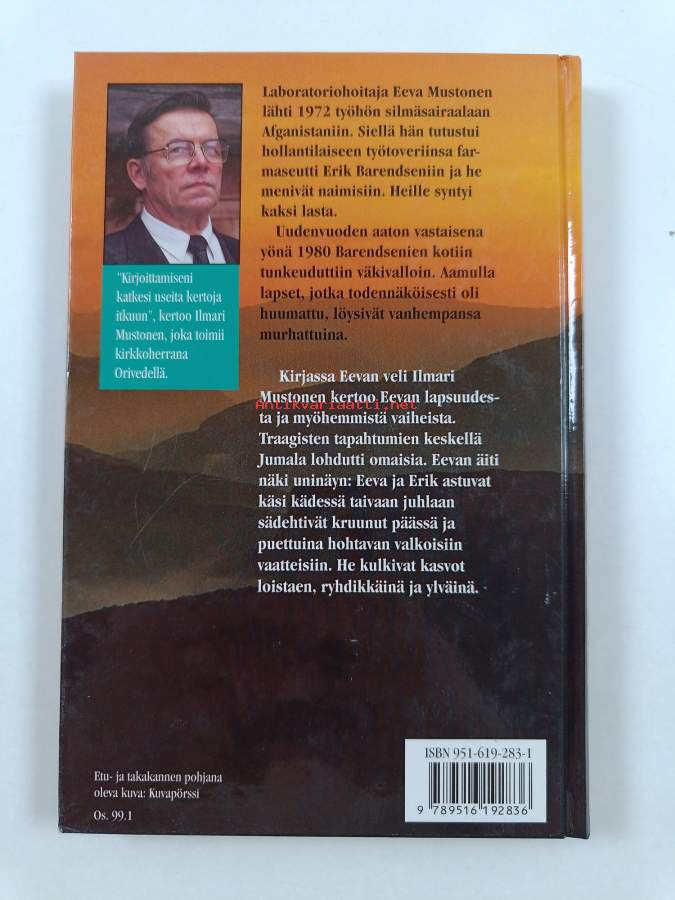 Laboratoriohoitaja Eeva Mustonen
lähti 1972 työhön silmäsairaalaan
Afganistaniin. Siellä hän tutustui
hollantilaiseen työtoveriinsa far-
maseutti Erik Barendseniin ja he
menivät naimisiin. Heille syntyi
kaksi lasta.
Uudenvuoden aaton vastaisena
yönä 1980 Barendsenien kotiin
tunkeuduttiin väkivalloin. Aamulla
lapset, jotka todennäköisesti oli
huumattu, löysivät vanhempansa
murhattuina.
"Kirjoittamiseni
katkesi useita kertoja
itkuun", kertoo Ilmari
Mustonen, joka toimii
kirkkoherrana
Orivedellä.
Kirjassa Eevan veli Ilmari
Mustonen kertoo Eevan lapsuudes-
ta ja myöhemmistä vaiheista.
Traagisten tapahtumien keskellä
Jumala lohdutti omaisia. Eevan äiti
näki uninäyn: Eeva ja Erik astuvat
käsi kädessä taivaan juhlaan
sädehtivät kruunut päässä ja
puettuina hohtavan valkoisiin
vaatteisiin. He kulkivat kasvot
loistaen, ryhdikkäinä ja ylväinä.
Antikvariaatti.net
Etu- ja takakannen pohjana
oleva kuva: Kuvapörssi
Os. 99.1
ISBN 951-619-283-1
9 789516 192836